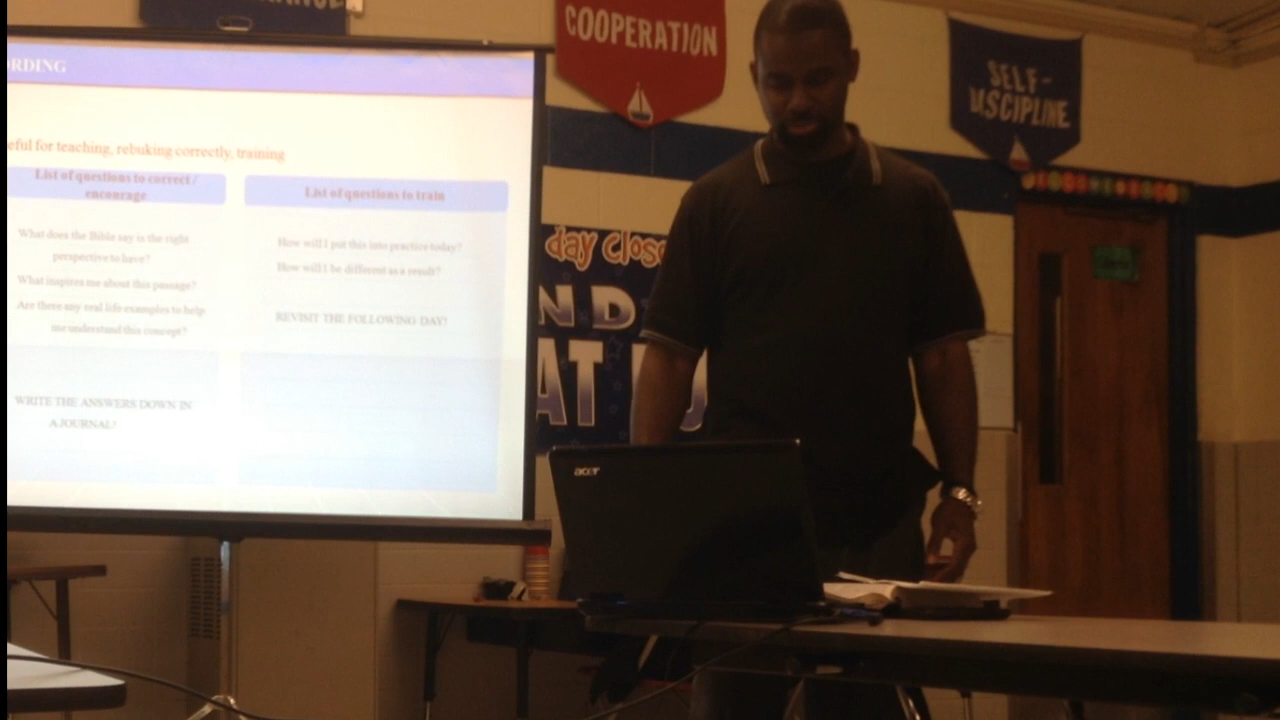 COOPERATION
SELF-
DISCIPLINE
ORDING
eful for teaching, rebuking correctly, training
List of questions to correct /
encourage
What does the Bible say is the right
perspective to have?
What inspires me about this passage?
Are there any real life examples to help
me understand this concept?
WRITE THE ANSWERS DOWN IN
A JOURNAL!
List of questions to train
How will I put this into practice today?
How will I be different as a result?
REVISIT THE FOLLOWING DAY!
day close
ND
AT
acer